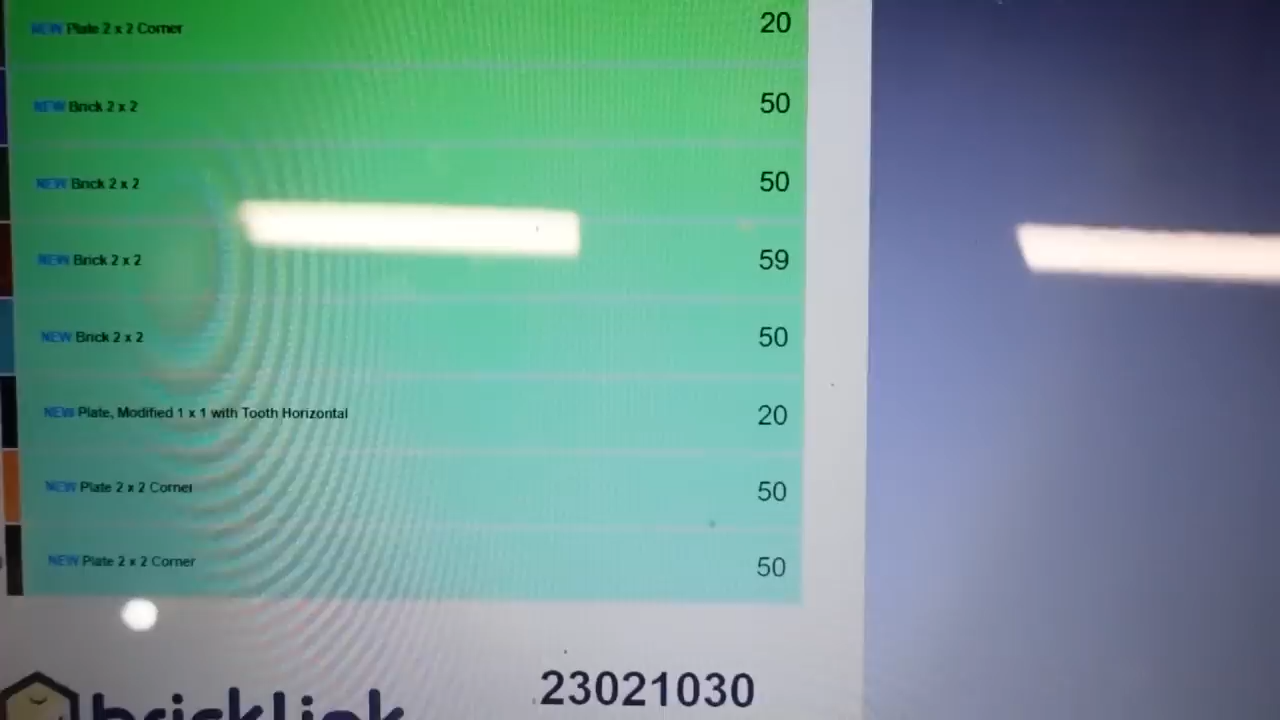 NEW Plate 2 x 2 Corner 20
NEW Brick 2 x 2 50
NEW Brick 2 x 2 50
NEW Brick 2 x 2 59
NEW Brick 2 x 2 50
NEW Plate, Modified 1 x 1 with Tooth Horizontal 20
NEW Plate 2 x 2 Corner 50
NEW Plate 2 x 2 Corner 50
bricklink 23021030